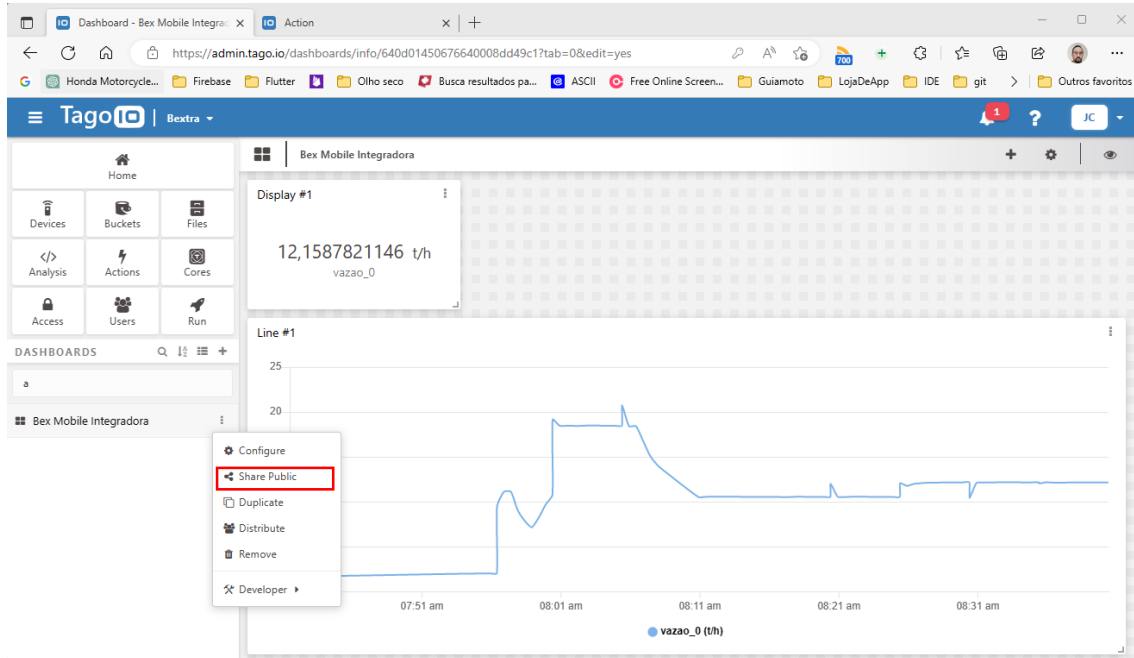 Dashboard - Bex Mobile Integrad
Action
https://admin.tago.io/dashboards/info/640d01450676640008dd49c1?tab=0&edit=yes
700
Honda Motorcycle...
Firebase
Flutter
Olho seco
Busca resultados pa...
ASCII
Free Online Screen...
Guiamoto
LojaDeApp
IDE
git
Outros favoritos
Tago IO | Bextra
1
?
JC
Home
Bex Mobile Integradora
Devices
Buckets
Files
Analysis
Actions
Cores
Access
Users
Run
DASHBOARDS
a
Bex Mobile Integradora
Configure
Share Public
Duplicate
Distribute
Remove
Developer
Display #1
12,1587821146 t/h
vazao_0
Line #1
25
20
07:51 am
08:01 am
08:11 am
08:21 am
08:31 am
vazao_0 (t/h)